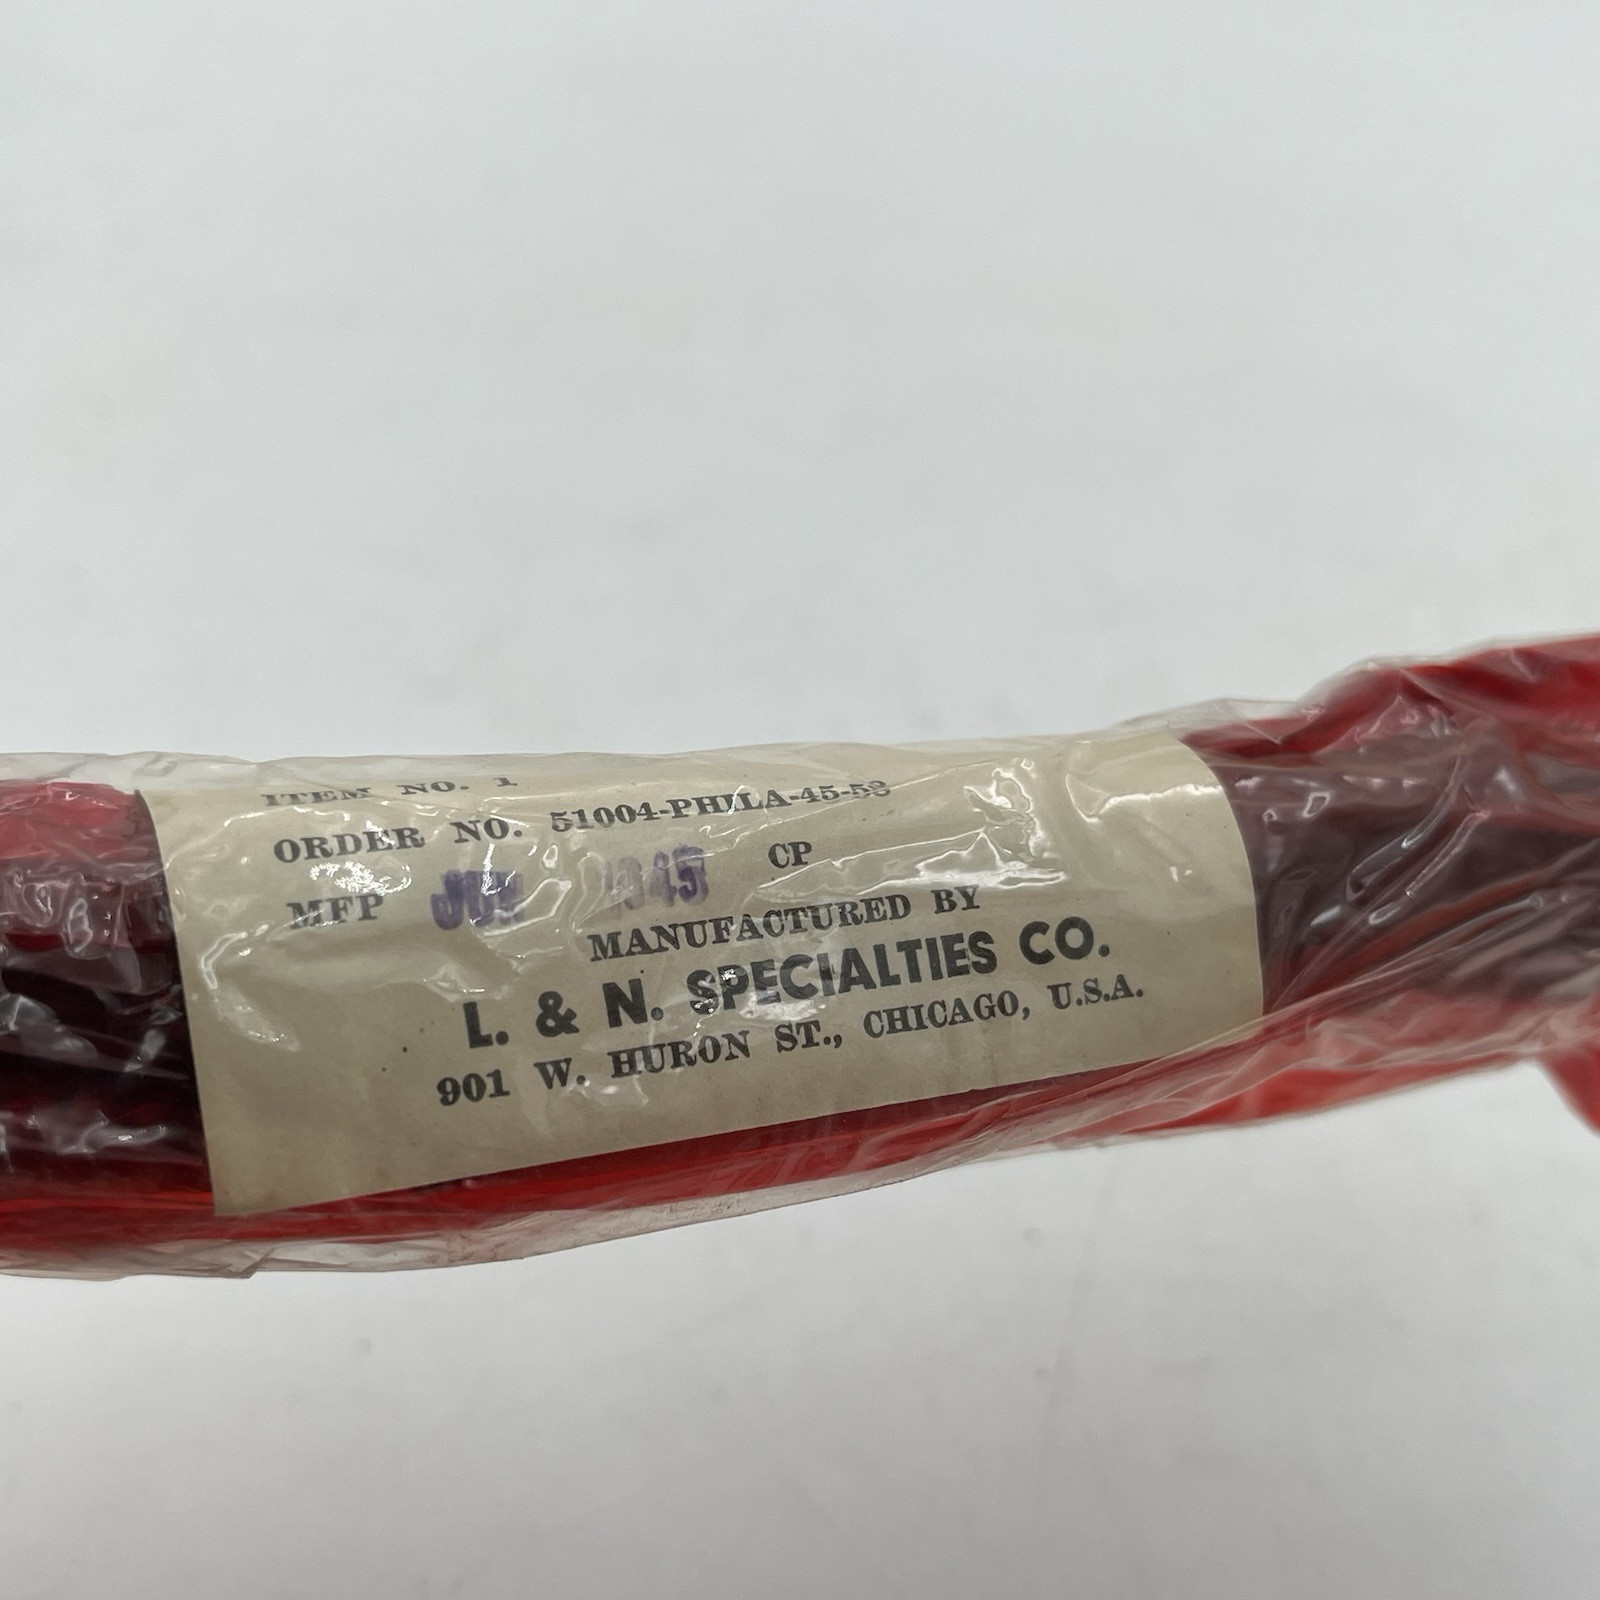 ITEM NO. 1
ORDER NO. 51004-PHILA-45-53
MFP 1945 CP
MANUFACTURED BY
L. & N. SPECIALTIES CO.
901 W. HURON ST., CHICAGO, U.S.A.